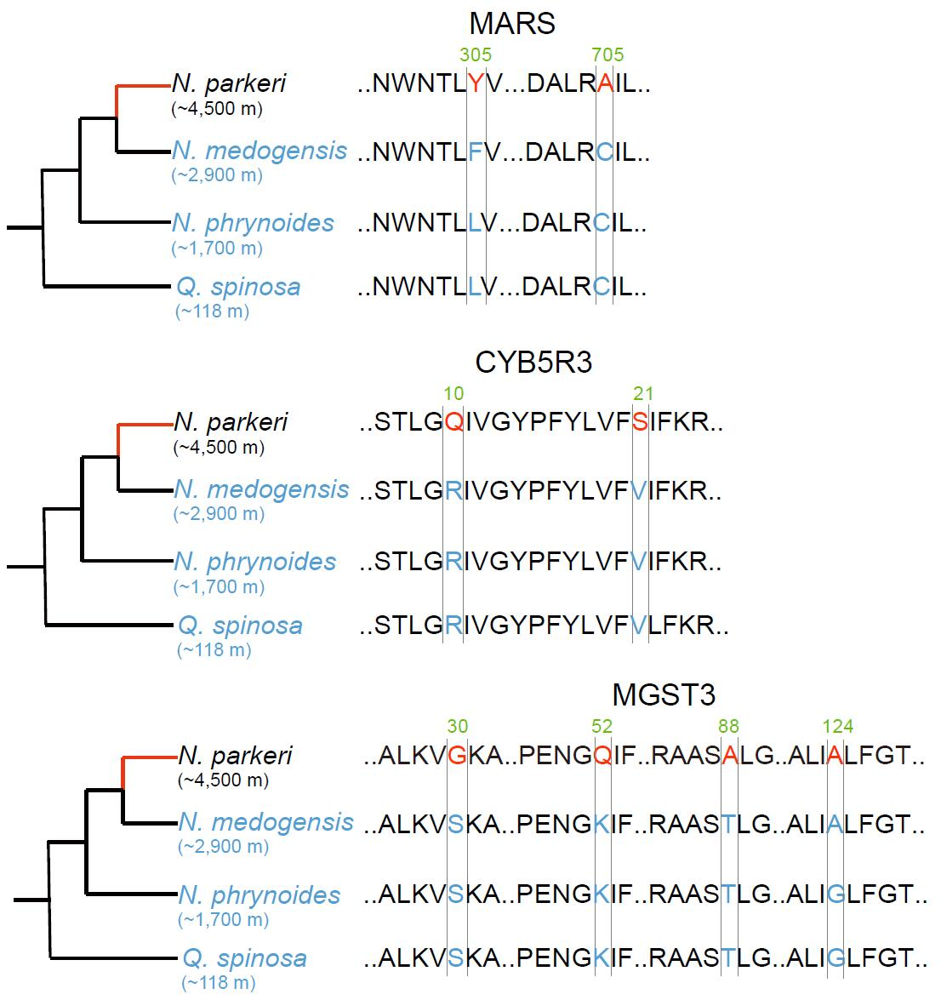 MARS
305 705
N. parkeri ..NWNTLYV...DALRAIL..
(~4,500 m)
N. medogensis ..NWNTLFV...DALRCIL..
(~2,900 m)
N. phrynoides ..NWNTLLV...DALRCIL..
(~1,700 m)
Q. spinosa ..NWNTLLV...DALRCIL..
(~118 m)
CYB5R3
10 21
N. parkeri ..STLGQIVGYPFYLVFSIFKR..
(~4,500 m)
N. medogensis ..STLGRIVGYPFYLVFVIFKR..
(~2,900 m)
N. phrynoides ..STLGRIVGYPFYLVFVIFKR..
(~1,700 m)
Q. spinosa ..STLGRIVGYPFYLVFVLFKR..
(~118 m)
MGST3
30 52 88 124
N. parkeri ..ALKVGKA..PENGQIF..RAASALG..ALIALFGT..
(~4,500 m)
N. medogensis ..ALKVSKA..PENGKIF..RAASTLG..ALIALFGT..
(~2,900 m)
N. phrynoides ..ALKVSKA..PENGKIF..RAASTLG..ALIGLFGT..
(~1,700 m)
Q. spinosa ..ALKVSKA..PENGKIF..RAASTLG..ALIGLFGT..
(~118 m)